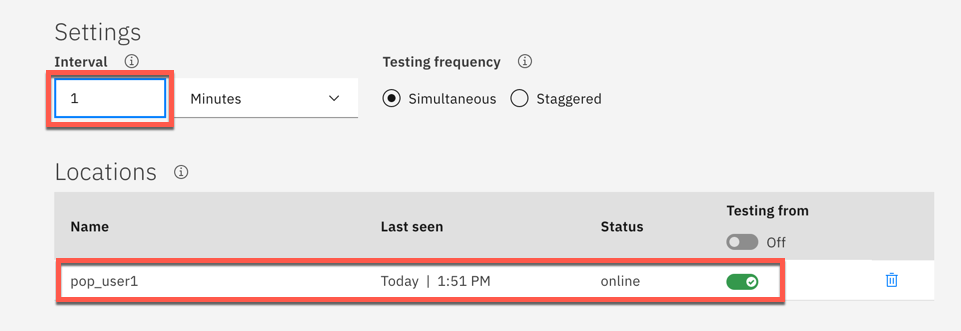 Settings
Interval
Testing frequency
1
Minutes
Simultaneous
Staggered
Locations
Name
Last seen
Status
Testing from
Off
pop_user1
Today | 1:51 PM
online